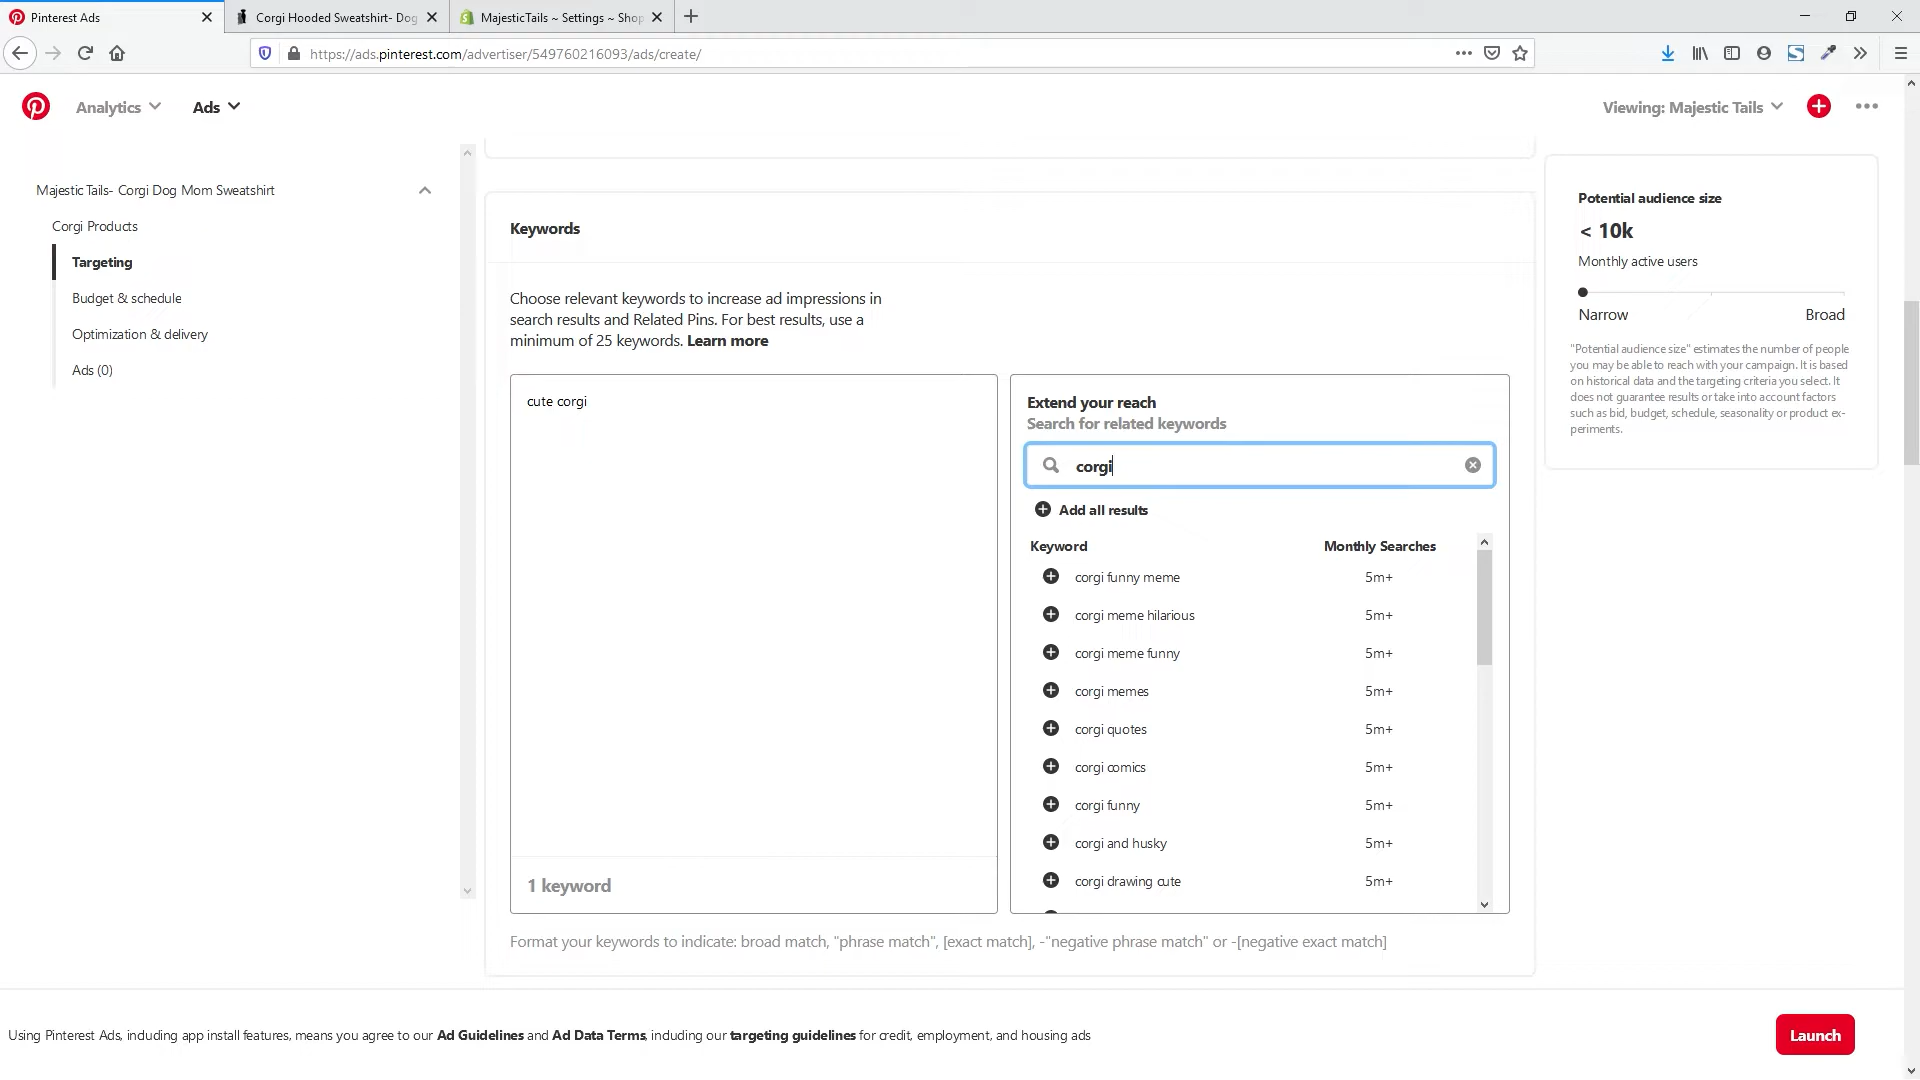 Pinterest Ads
Corgi Hooded Sweatshirt- Dog
MajesticTails ~ Settings ~ Shop
https://ads.pinterest.com/advertiser/549760216093/ads/create/
Analytics
Ads
Viewing: Majestic Tails
Majestic Tails- Corgi Dog Mom Sweatshirt
Corgi Products
Targeting
Budget & schedule
Optimization & delivery
Ads (0)
Keywords
Choose relevant keywords to increase ad impressions in
search results and Related Pins. For best results, use a
minimum of 25 keywords. Learn more
cute corgi
1 keyword
Extend your reach
Search for related keywords
corgi
Add all results
Keyword Monthly Searches
corgi funny meme 5m+
corgi meme hilarious 5m+
corgi meme funny 5m+
corgi memes 5m+
corgi quotes 5m+
corgi comics 5m+
corgi funny 5m+
corgi and husky 5m+
corgi drawing cute 5m+
Format your keywords to indicate: broad match, "phrase match", [exact match], -"negative phrase match" or -[negative exact match]
Potential audience size
< 10k
Monthly active users
Narrow Broad
"Potential audience size" estimates the number of people
you may be able to reach with your campaign. It is based
on historical data and the targeting criteria you select. It
does not guarantee results or take into account factors
such as bid, budget, schedule, seasonality or product ex-
periments.
Using Pinterest Ads, including app install features, means you agree to our Ad Guidelines and Ad Data Terms, including our targeting guidelines for credit, employment, and housing ads
Launch